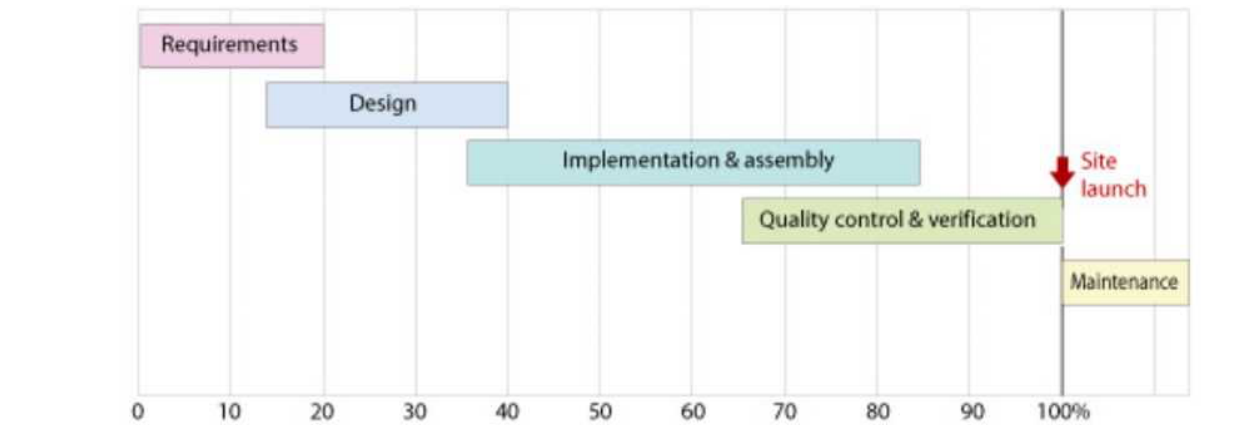 Requirements
Design
Implementation & assembly
Site
launch
Quality control & verification
Maintenance
0 10 20 30 40 50 60 70 80 90 100%